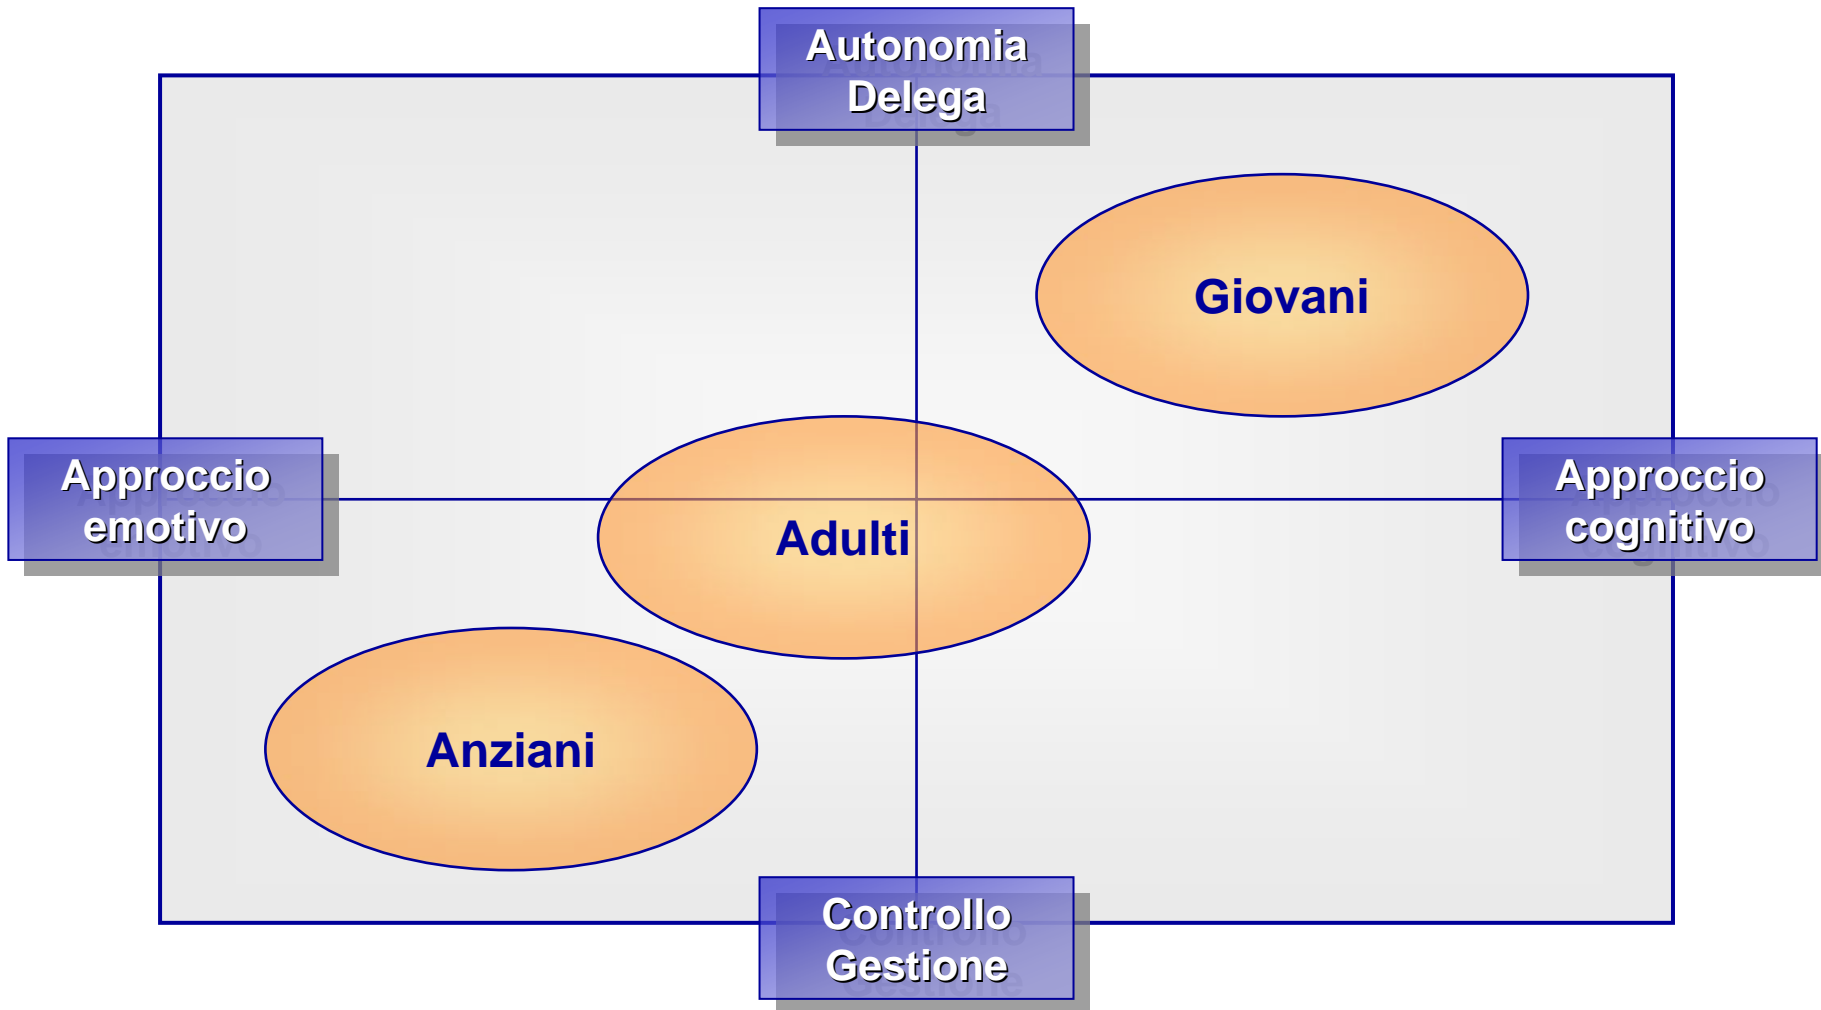 Autonomia
Delega
Giovani
Approccio
emotivo
Approccio
cognitivo
Adulti
Anziani
Controllo
Gestione